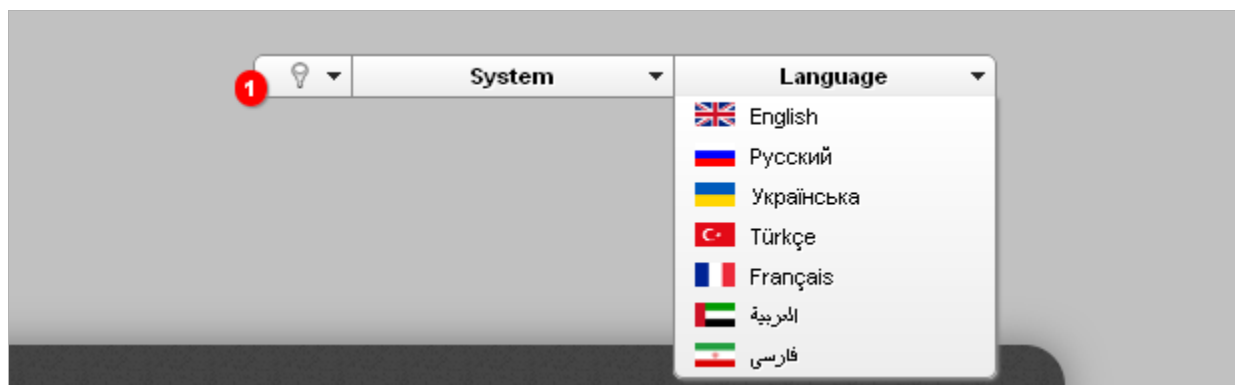 1 System Language
English
Русский
Українська
Türkçe
Français
العربية
فارسی